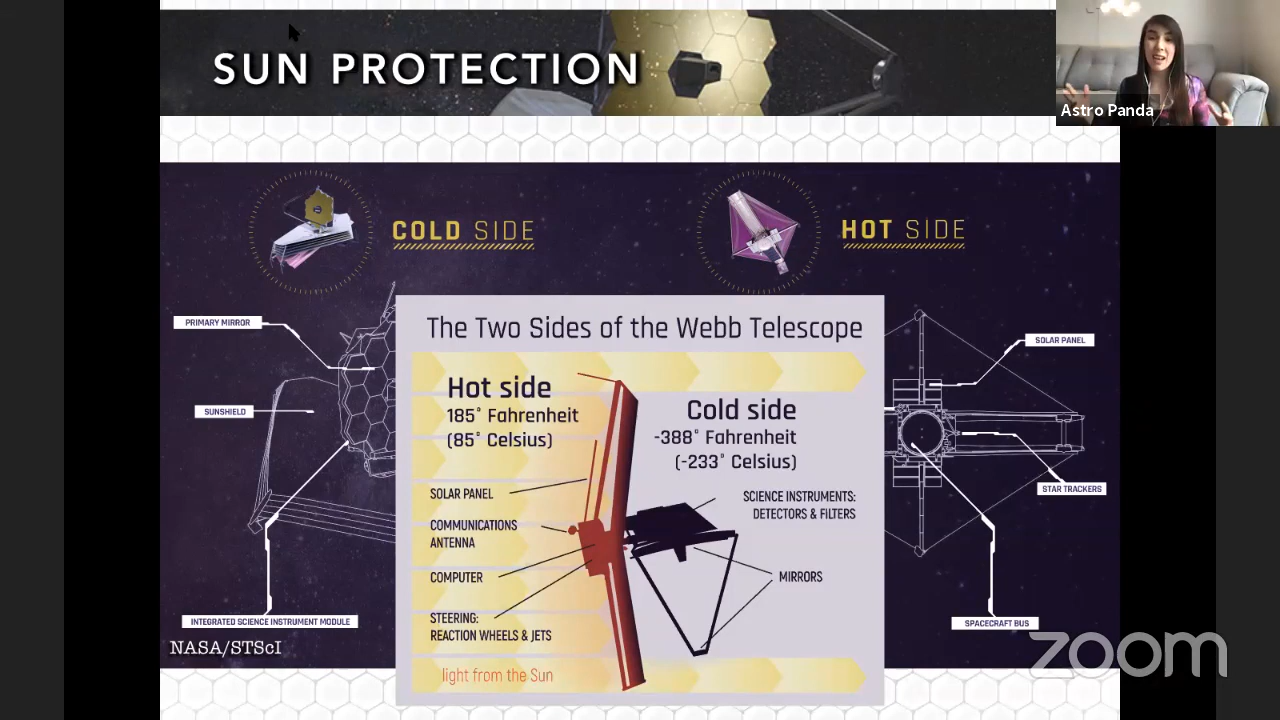 SUN PROTECTION
Astro Panda
COLD SIDE
HOT SIDE
PRIMARY MIRROR
SUNSHIELD
INTEGRATED SCIENCE INSTRUMENT MODULE
NASA/STScI
The Two Sides of the Webb Telescope
Hot side
185° Fahrenheit
(85° Celsius)
Cold side
-388° Fahrenheit
(-233° Celsius)
SOLAR PANEL
COMMUNICATIONS
ANTENNA
COMPUTER
STEERING:
REACTION WHEELS & JETS
light from the Sun
SCIENCE INSTRUMENTS:
DETECTORS & FILTERS
MIRRORS
SOLAR PANEL
STAR TRACKERS
SPACECRAFT BUS
zoom